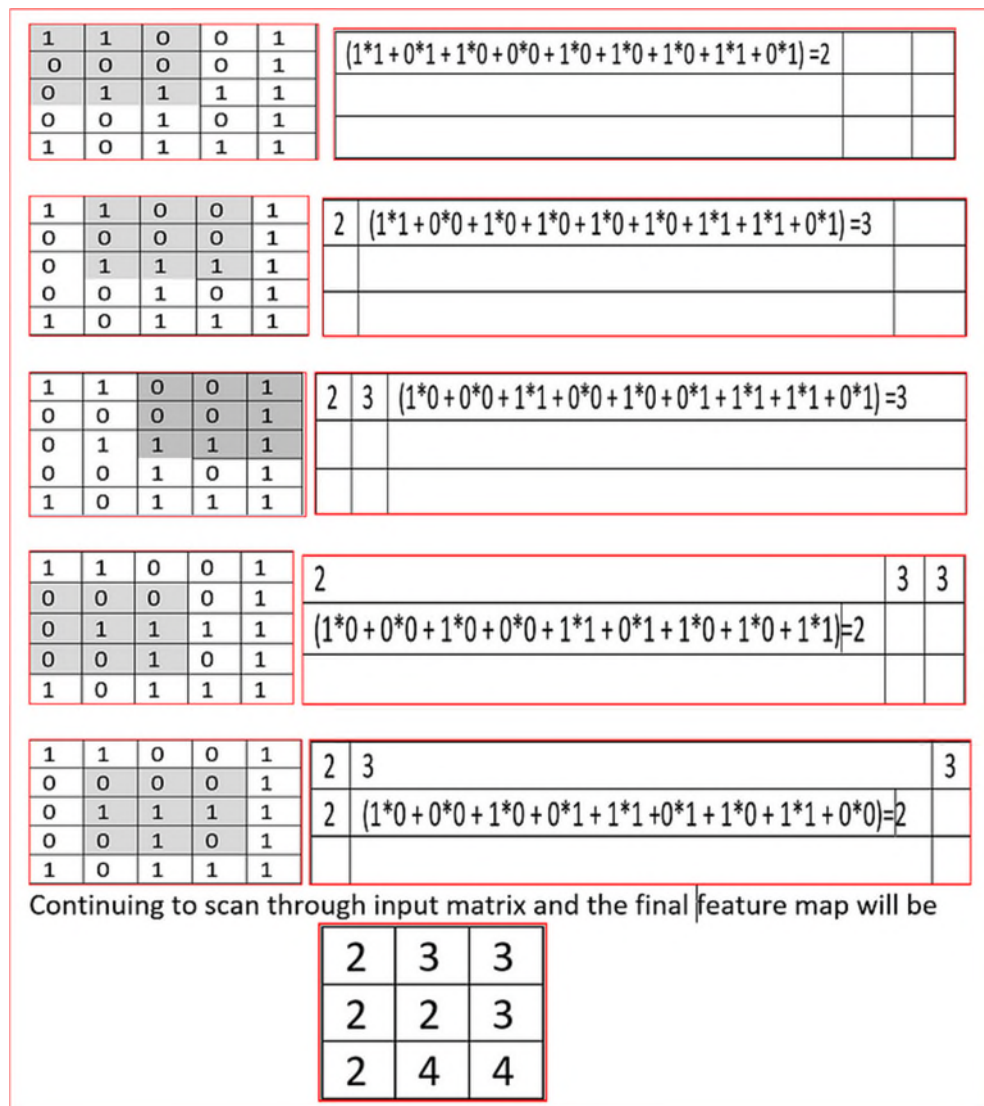 1 1 0 0 1
0 0 0 0 1
0 1 1 1 1
0 0 1 0 1
1 0 1 1 1
(1*1 + 0*1 + 1*0 + 0*0 + 1*0 + 1*0 + 1*0 + 1*1 + 0*1) =2
1 1 0 0 1
0 0 0 0 1
0 1 1 1 1
0 0 1 0 1
1 0 1 1 1
2 (1*1 + 0*0 + 1*0 + 1*0 + 1*0 + 1*0 + 1*1 + 1*1 + 0*1) =3
1 1 0 0 1
0 0 0 0 1
0 1 1 1 1
0 0 1 0 1
1 0 1 1 1
2 3 (1*0 + 0*0 + 1*1 + 0*0 + 1*0 + 0*1 + 1*1 + 1*1 + 0*1) =3
1 1 0 0 1
0 0 0 0 1
0 1 1 1 1
0 0 1 0 1
1 0 1 1 1
2 3 3
(1*0 + 0*0 + 1*0 + 0*0 + 1*1 + 0*1 + 1*0 + 1*0 + 1*1)=2
1 1 0 0 1
0 0 0 0 1
0 1 1 1 1
0 0 1 0 1
1 0 1 1 1
2 3 3
2 (1*0 + 0*0 + 1*0 + 0*1 + 1*1 +0*1 + 1*0 + 1*1 + 0*0)=2
Continuing to scan through input matrix and the final feature map will be
2 3 3
2 2 3
2 4 4